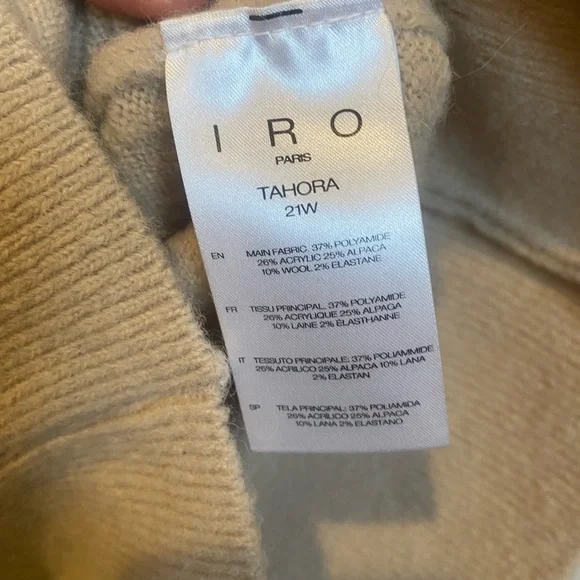 I R O
PARIS
TAHORA
21W
EN MAIN FABRIC. 37% POLYAMIDE
26% ACRYLIC 25% ALPACA
10% WOOL 2% ELASTANE
FR TISSU PRINCIPAL. 37% POLYAMIDE
26% ACRYLIQUE 25% ALPAGA
10% LAINE 2% ÉLASTHANNE
IT TESSUTO PRINCIPALE: 37% POLIAMMIDE
26% ACRILICO 25% ALPACA 10% LANA
2% ELASTAN
SP TELA PRINCIPAL: 37% POLIAMIDA
26% ACRILICO 25% ALPACA
10% LANA 2% ELASTANO